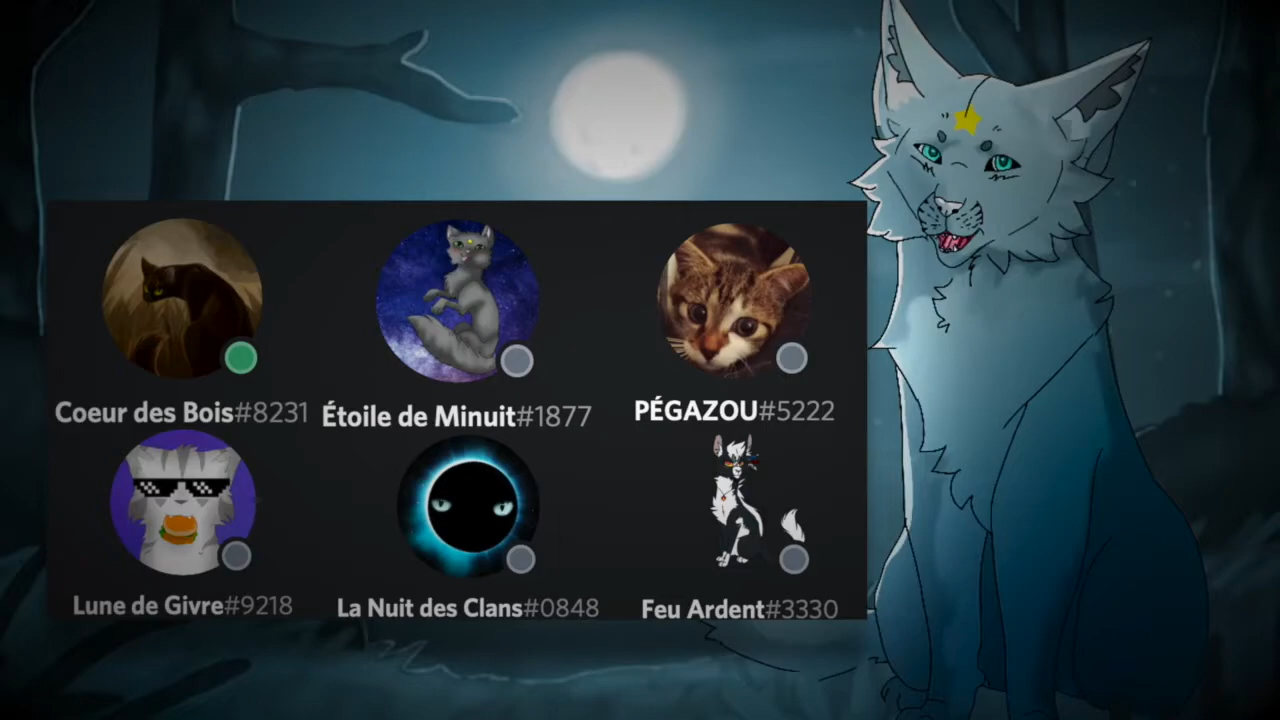 Coeur des Bois#8231
Étoile de Minuit#1877
PÉGAZOU#5222
Lune de Givre#9218
La Nuit des Clans#0848
Feu Ardent#3330